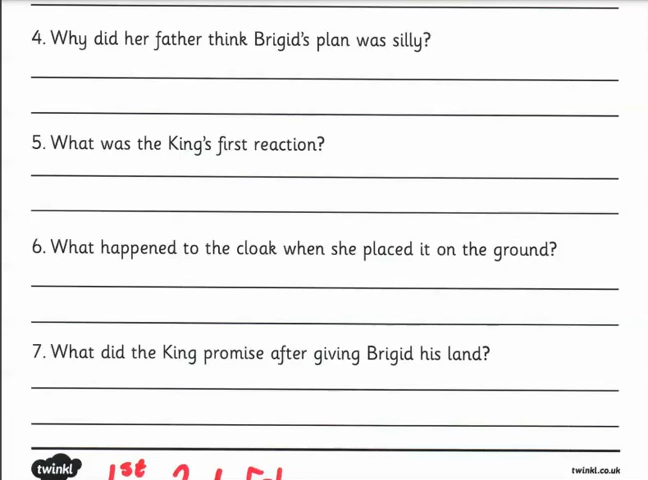 4. Why did her father think Brigid's plan was silly?
5. What was the King's first reaction?
6. What happened to the cloak when she placed it on the ground?
7. What did the King promise after giving Brigid his land?
twinkl
twinkl.co.uk
1st